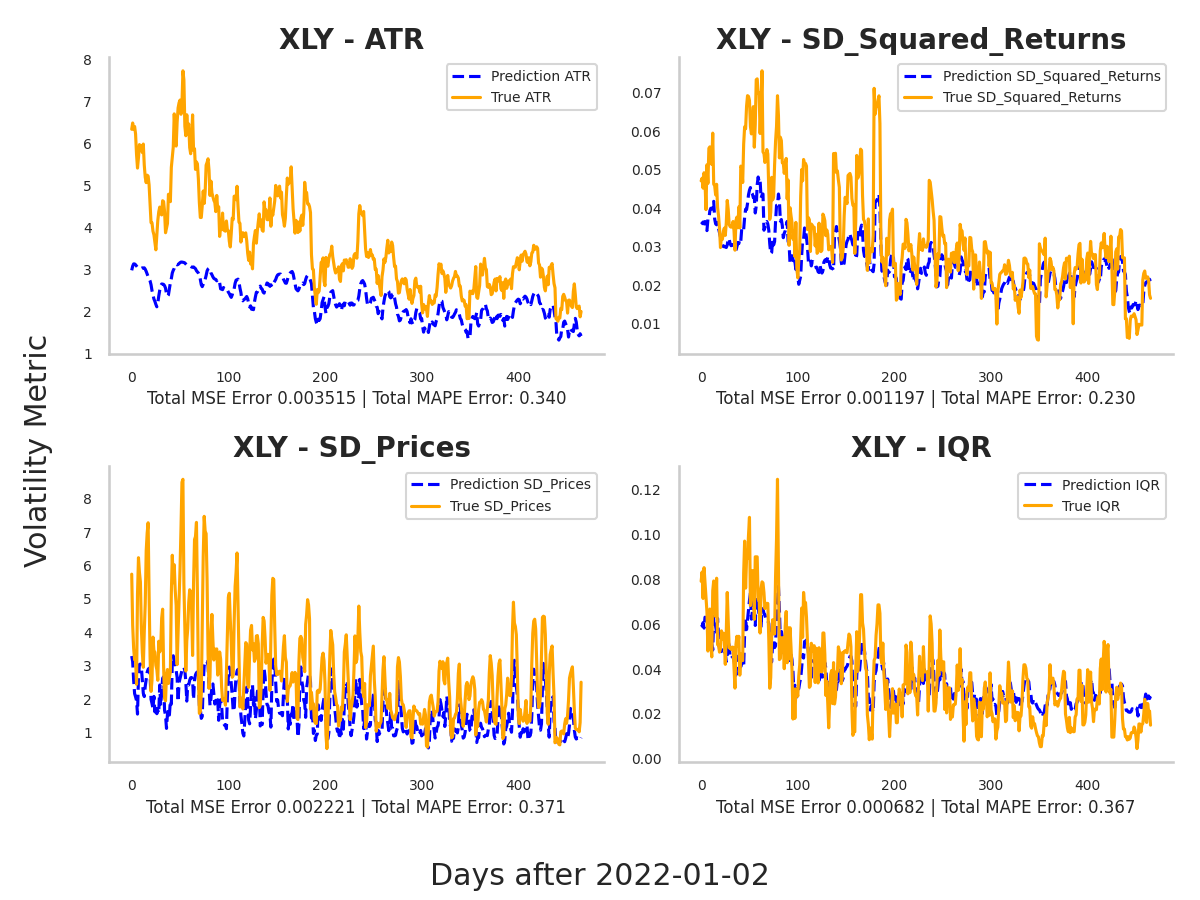 Volatility Metric
XLY - ATR
8
7
6
5
4
3
2
1
Prediction ATR
True ATR
0 100 200 300 400
Total MSE Error 0.003515 | Total MAPE Error: 0.340
XLY - SD_Squared_Returns
0.07
0.06
0.05
0.04
0.03
0.02
0.01
Prediction SD_Squared_Returns
True SD_Squared_Returns
0 100 200 300 400
Total MSE Error 0.001197 | Total MAPE Error: 0.230
XLY - SD_Prices
8
7
6
5
4
3
2
1
Prediction SD_Prices
True SD_Prices
0 100 200 300 400
Total MSE Error 0.002221 | Total MAPE Error: 0.371
XLY - IQR
0.12
0.10
0.08
0.06
0.04
0.02
0.00
Prediction IQR
True IQR
0 100 200 300 400
Total MSE Error 0.000682 | Total MAPE Error: 0.367
Days after 2022-01-02